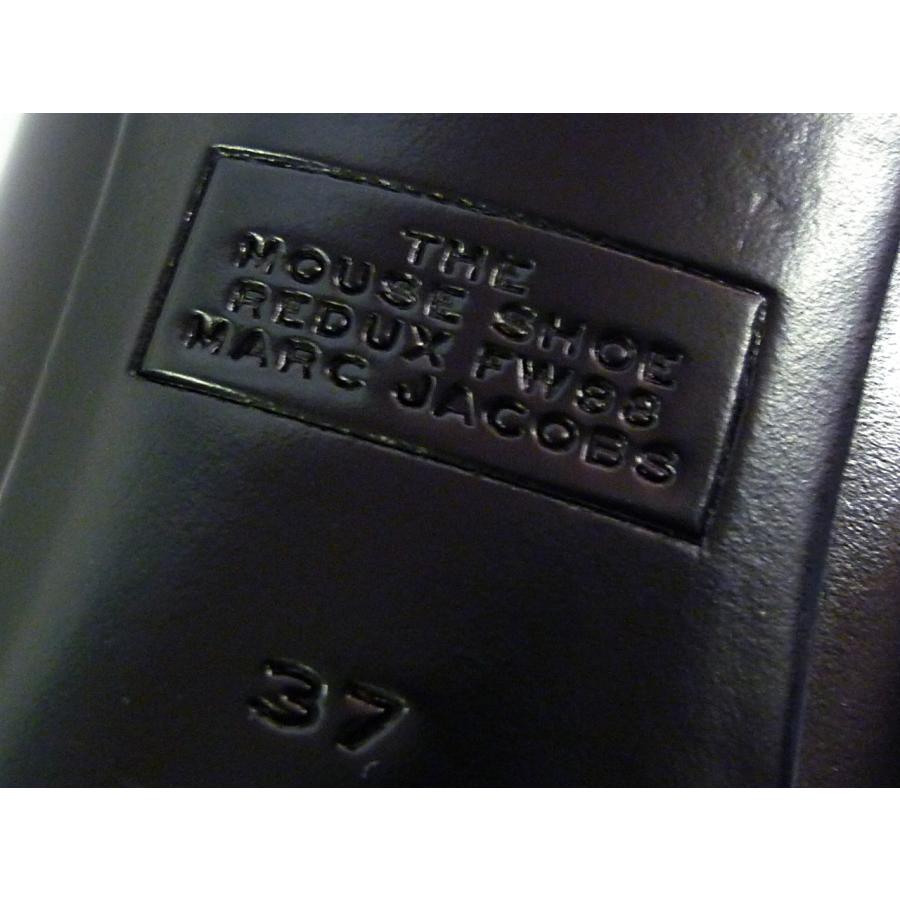 THE
MOUSE SHOE
REDUX FW88
MARC JACOBS
37